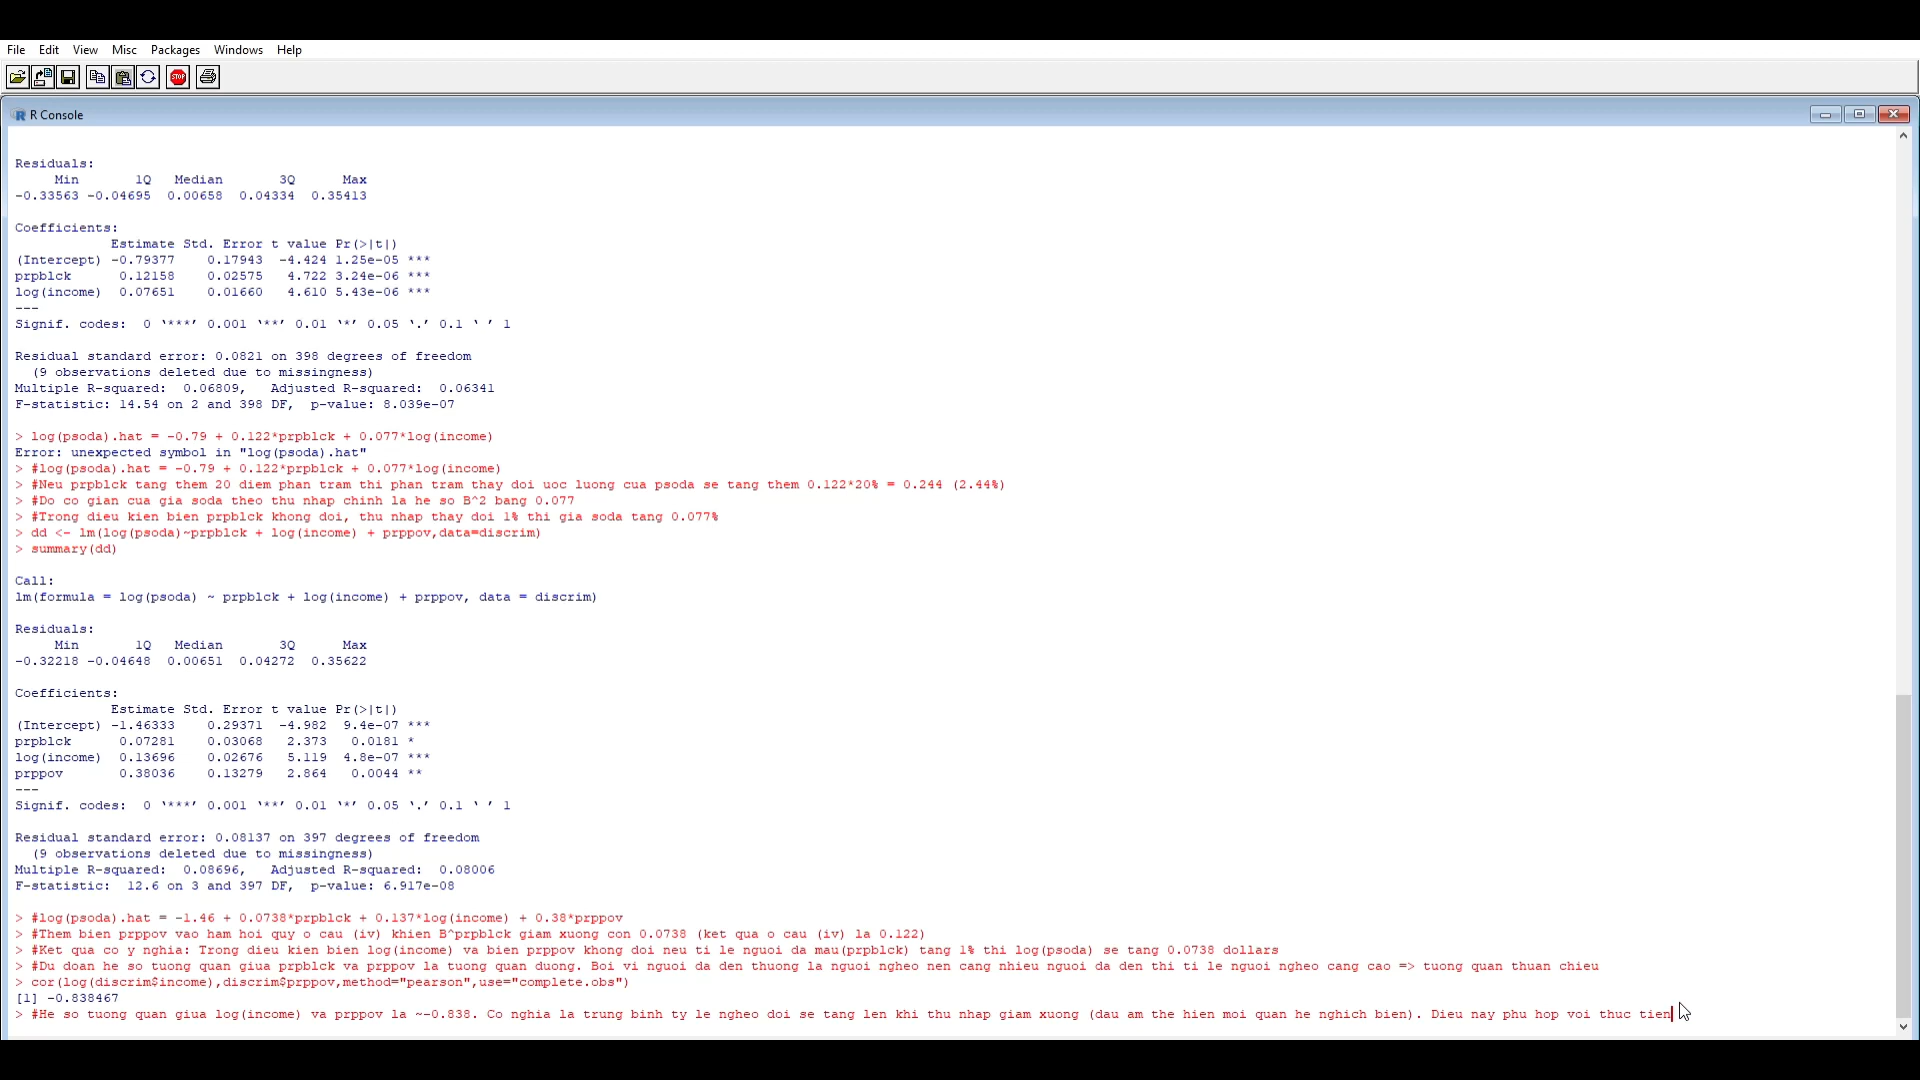 File Edit View Misc Packages Windows Help
STOP
R Console
Residuals:
Min 1Q Median 3Q Max
-0.33563 -0.04695 0.00658 0.04334 0.35413
Coefficients:
Estimate Std. Error t value Pr(>|t|)
(Intercept) -0.79377 0.17943 -4.424 1.25e-05 ***
prpblck 0.12158 0.02575 4.722 3.24e-06 ***
log(income) 0.07651 0.01660 4.610 5.43e-06 ***
---
Signif. codes: 0 ‘***’ 0.001 ‘**’ 0.01 ‘*’ 0.05 ‘.’ 0.1 ‘ ’ 1
Residual standard error: 0.0821 on 398 degrees of freedom
(9 observations deleted due to missingness)
Multiple R-squared: 0.06809, Adjusted R-squared: 0.06341
F-statistic: 14.54 on 2 and 398 DF, p-value: 8.039e-07
> log(psoda).hat = -0.79 + 0.122*prpblck + 0.077*log(income)
Error: unexpected symbol in "log(psoda).hat"
> #log(psoda).hat = -0.79 + 0.122*prpblck + 0.077*log(income)
> #Neu prpblck tang them 20 diem phan tram thi phan tram thay doi uoc luong cua psoda se tang them 0.122*20% = 0.244 (2.44%)
> #Do co gian cua gia soda theo thu nhap chinh la he so B^2 bang 0.077
> #Trong dieu kien bien prpblck khong doi, thu nhap thay doi 1% thi gia soda tang 0.077%
> dd <- lm(log(psoda)~prpblck + log(income) + prppov,data=discrim)
> summary(dd)
Call:
lm(formula = log(psoda) ~ prpblck + log(income) + prppov, data = discrim)
Residuals:
Min 1Q Median 3Q Max
-0.32218 -0.04648 0.00651 0.04272 0.35622
Coefficients:
Estimate Std. Error t value Pr(>|t|)
(Intercept) -1.46333 0.29371 -4.982 9.4e-07 ***
prpblck 0.07281 0.03068 2.373 0.0181 *
log(income) 0.13696 0.02676 5.119 4.8e-07 ***
prppov 0.38036 0.13279 2.864 0.0044 **
---
Signif. codes: 0 ‘***’ 0.001 ‘**’ 0.01 ‘*’ 0.05 ‘.’ 0.1 ‘ ’ 1
Residual standard error: 0.08137 on 397 degrees of freedom
(9 observations deleted due to missingness)
Multiple R-squared: 0.08696, Adjusted R-squared: 0.08006
F-statistic: 12.6 on 3 and 397 DF, p-value: 6.917e-08
> #log(psoda).hat = -1.46 + 0.0738*prpblck + 0.137*log(income) + 0.38*prppov
> #Them bien prppov vao ham hoi quy o cau (iv) khien B^prpblck giam xuong con 0.0738 (ket qua o cau (iv) la 0.122)
> #Ket qua co y nghia: Trong dieu kien bien log(income) va bien prppov khong doi neu ti le nguoi da mau(prpblck) tang 1% thi log(psoda) se tang 0.0738 dollars
> #Du doan he so tuong quan giua prpblck va prppov la tuong quan duong. Boi vi nguoi da den thuong la nguoi ngheo nen cang nhieu nguoi da den thi ti le nguoi ngheo cang cao => tuong quan thuan chieu
> cor(log(discrim$income),discrim$prppov,method="pearson",use="complete.obs")
[1] -0.838467
> #He so tuong quan giua log(income) va prppov la ~-0.838. Co nghia la trung binh ty le ngheo doi se tang len khi thu nhap giam xuong (dau am the hien moi quan he nghich bien). Dieu nay phu hop voi thuc tien